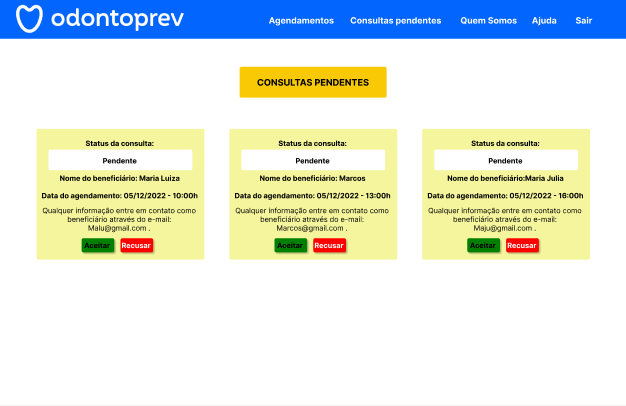 odontoprev
Agendamentos Consultas pendentes Quem Somos Ajuda Sair
CONSULTAS PENDENTES
Status da consulta:
Pendente
Nome do beneficiário: Maria Luiza
Data do agendamento: 05/12/2022 - 10:00h
Qualquer informação entre em contato como
beneficiário através do e-mail:
Malu@gmail.com .
Aceitar Recusar
Status da consulta:
Pendente
Nome do beneficiário: Marcos
Data do agendamento: 05/12/2022 - 13:00h
Qualquer informação entre em contato como
beneficiário através do e-mail:
Marcos@gmail.com .
Aceitar Recusar
Status da consulta:
Pendente
Nome do beneficiário:Maria Julia
Data do agendamento: 05/12/2022 - 16:00h
Qualquer informação entre em contato como
beneficiário através do e-mail:
Maju@gmail.com .
Aceitar Recusar